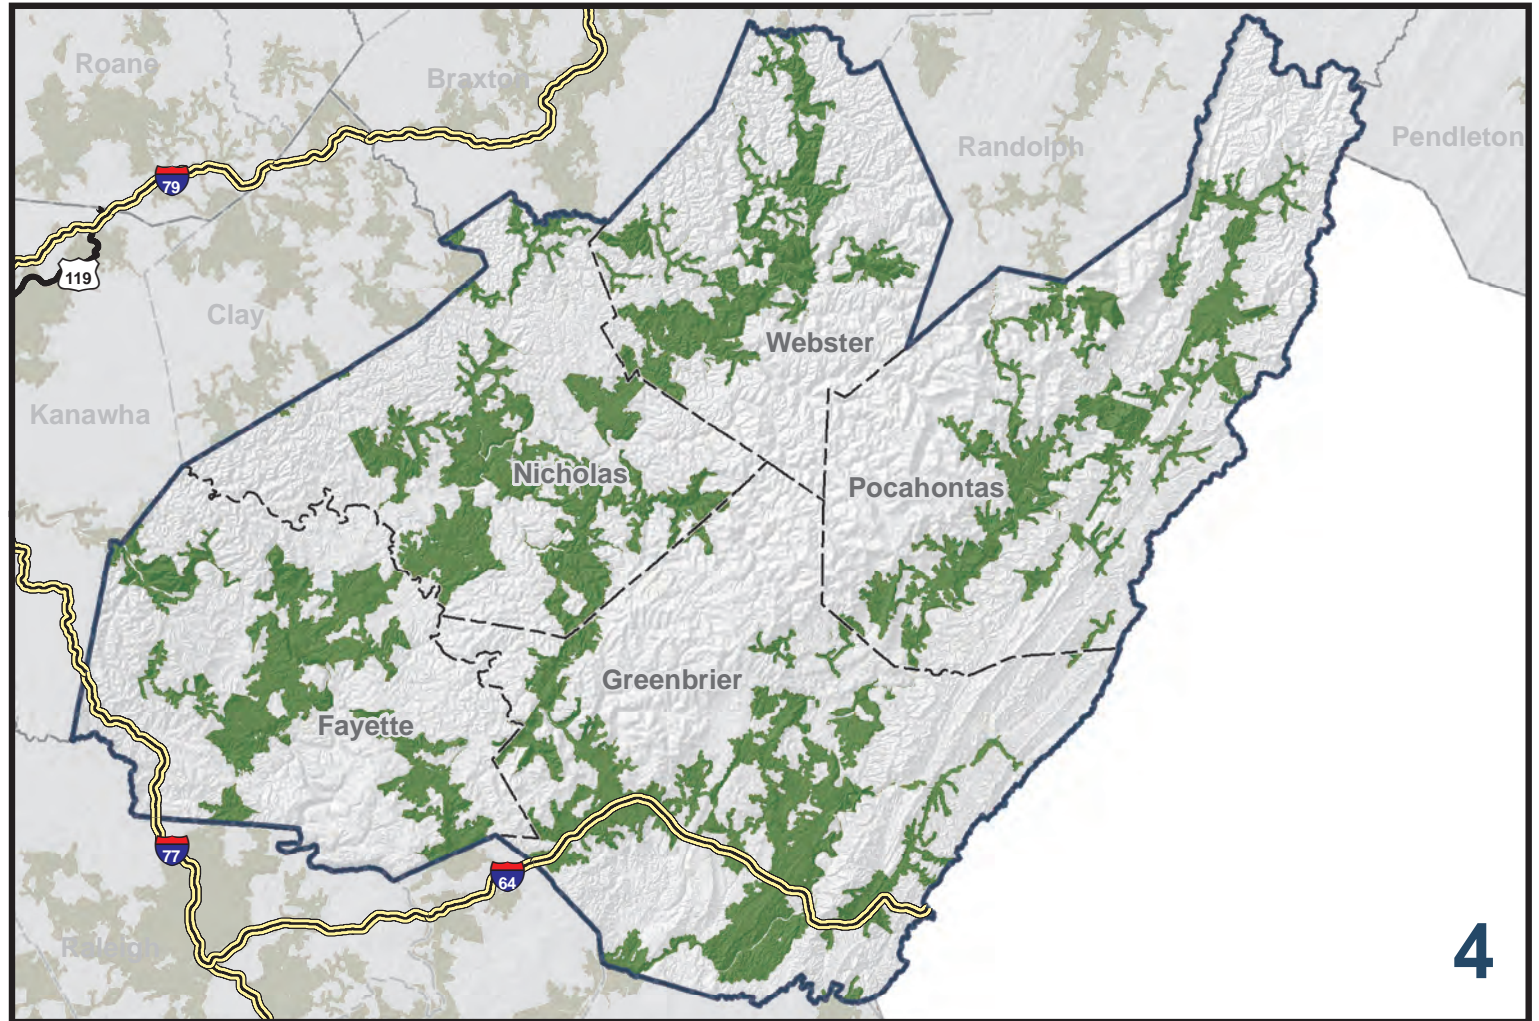 Roane
Braxton
Randolph
Pendleton
79
119
Clay
Webster
Kanawha
Nicholas
Pocahontas
Greenbrier
Fayette
77
64
Raleigh
4